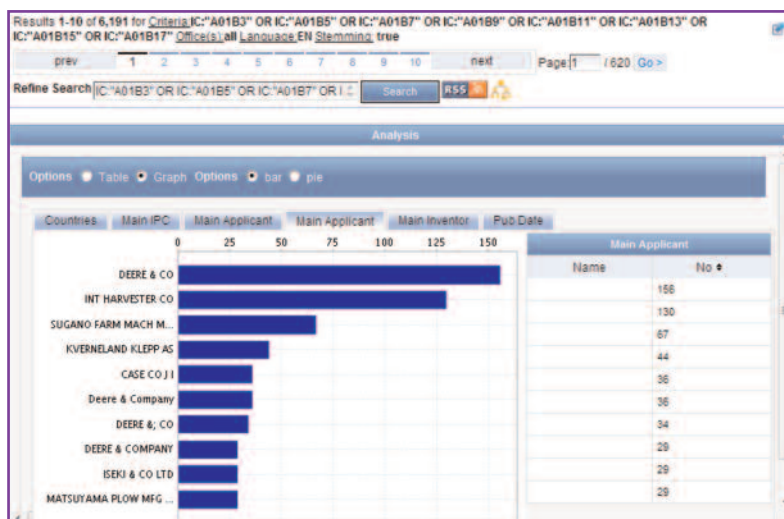 Results 1-10 of 6,191 for Criteria:IC:"A01B3" OR IC:"A01B5" OR IC:"A01B7" OR IC:"A01B9" OR IC:"A01B11" OR IC:"A01B13" OR
IC:"A01B15" OR IC:"A01B17" Office(s):all Language:EN Stemming: true
prev 1 2 3 4 5 6 7 8 9 10 next Page:1 / 620 Go >
Refine Search IC:"A01B3" OR IC:"A01B5" OR IC:"A01B7" OR I Search RSS
Analysis
Options Table Graph Options bar pie
Countries Main IPC Main Applicant Main Applicant Main Inventor Pub Date
0 25 50 75 100 125 150
Main Applicant
Name No
DEERE & CO
INT HARVESTER CO
SUGANO FARM MACH M...
KVERNELAND KLEPP AS
CASE CO J I
Deere & Company
DEERE &; CO
DEERE & COMPANY
ISEKI & CO LTD
MATSUYAMA PLOW MFG ...
156
130
67
44
36
36
34
29
29
29